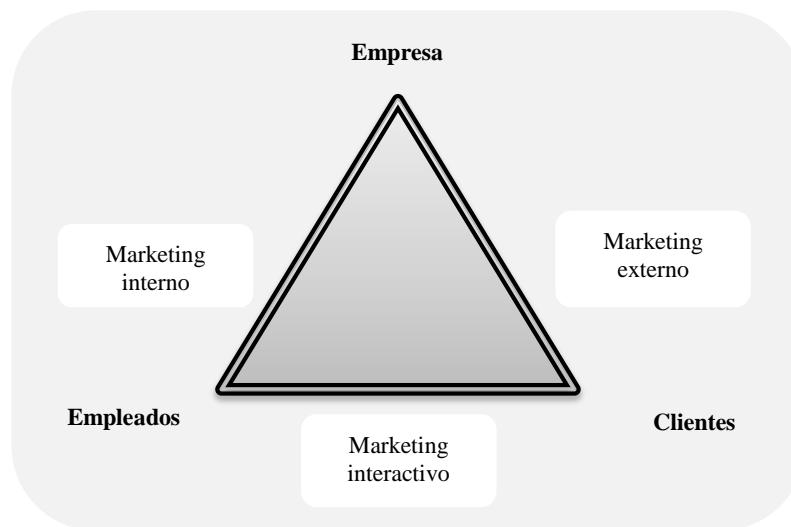 Empresa
Marketing
interno
Marketing
externo
Empleados
Clientes
Marketing
interactivo